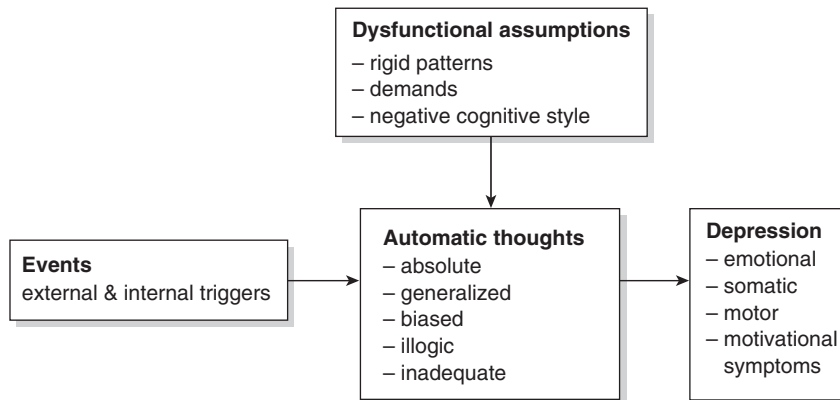 Dysfunctional assumptions
– rigid patterns
– demands
– negative cognitive style
Events
external & internal triggers
Automatic thoughts
– absolute
– generalized
– biased
– illogic
– inadequate
Depression
– emotional
– somatic
– motor
– motivational
symptoms